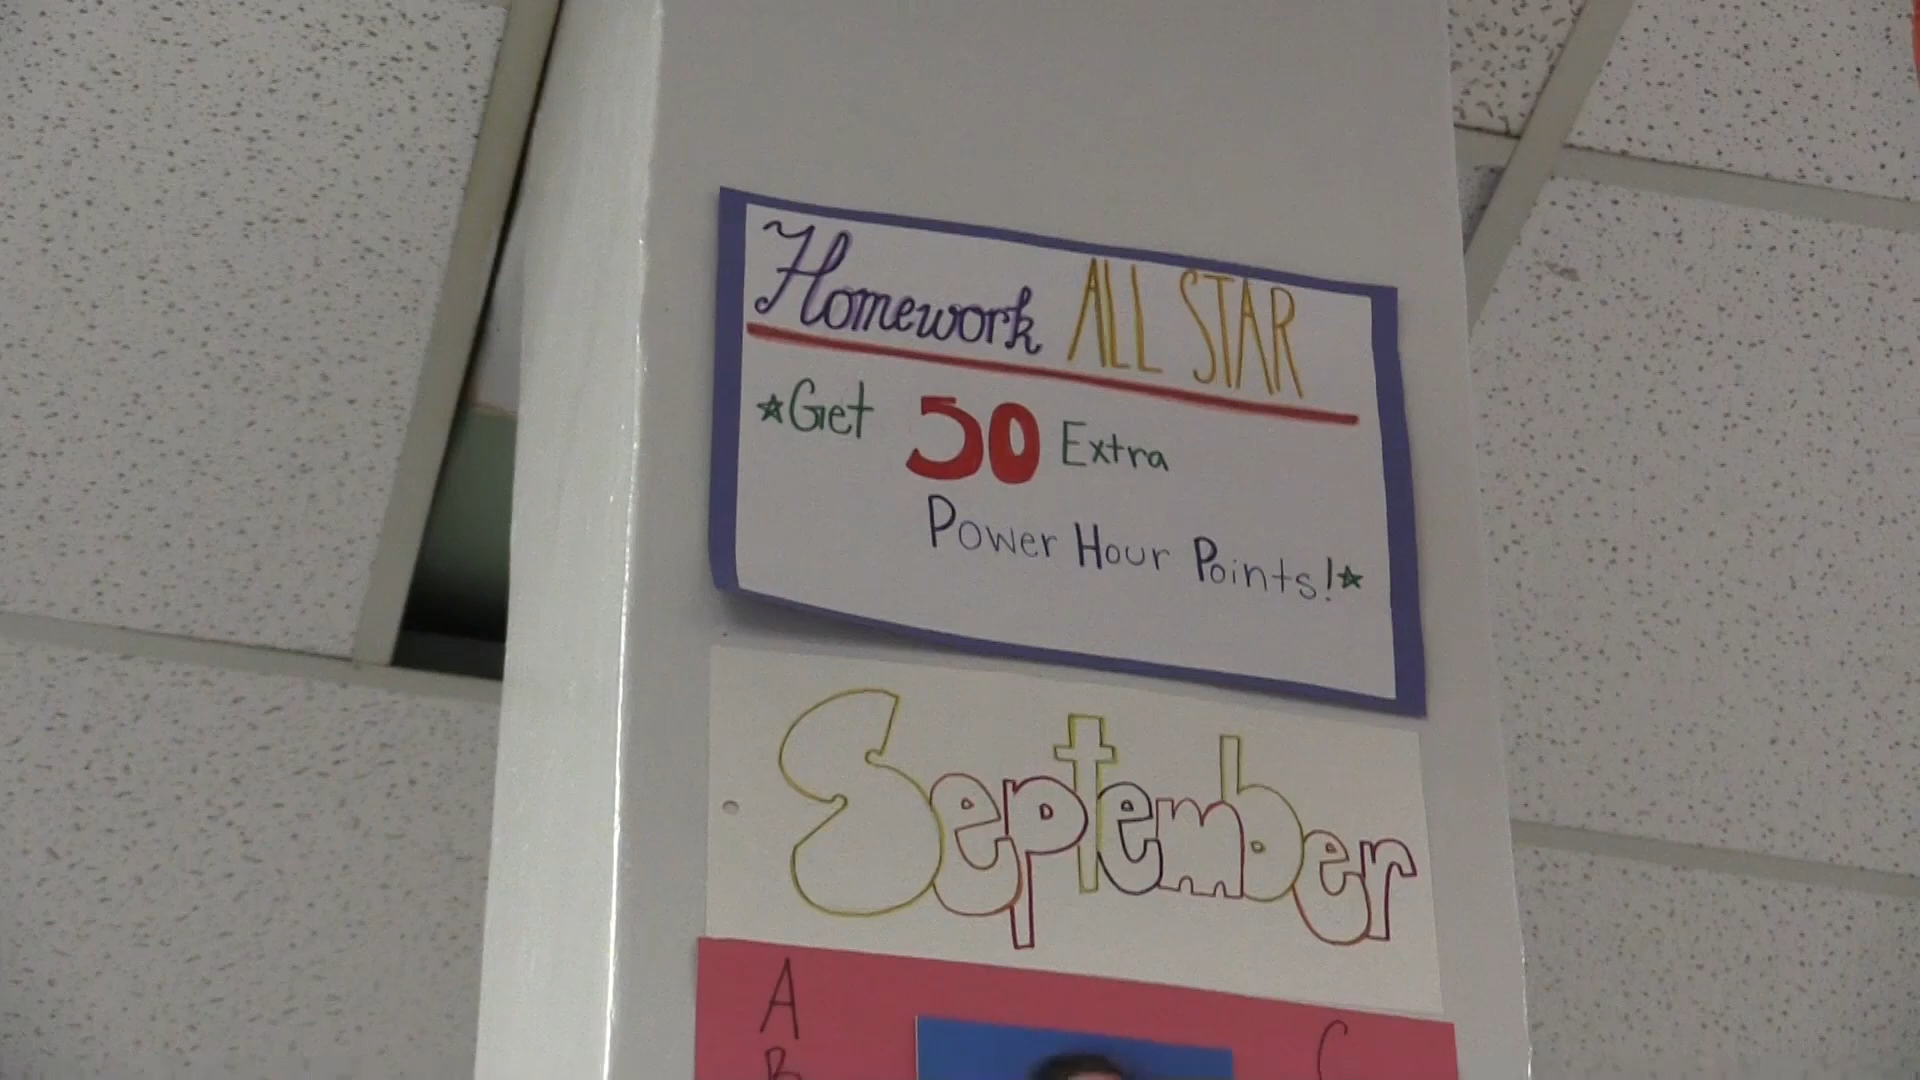 Homework ALL STAR
Get 50 Extra
Power Hour Points!
September
A
B
C